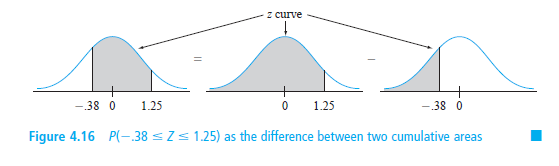 z curve
=
–
–.38 0 1.25
0 1.25
–.38 0
Figure 4.16 P(–.38 ≤ Z ≤ 1.25) as the difference between two cumulative areas